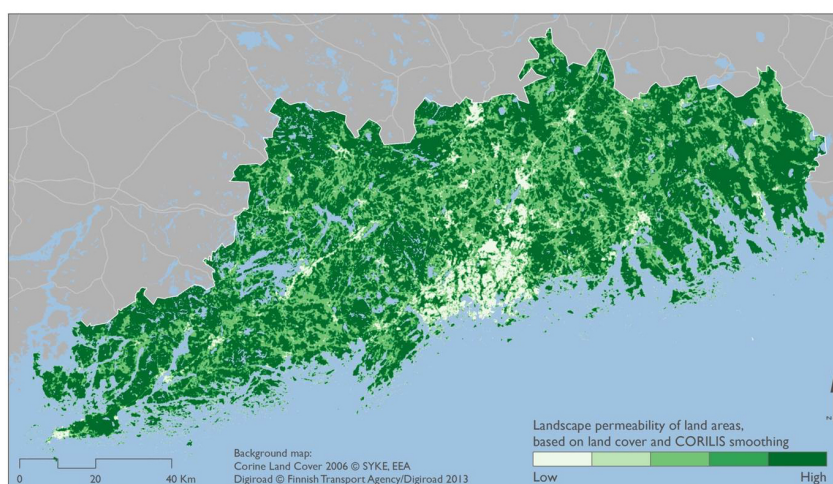 Landscape permeability of land areas,
based on land cover and CORILIS smoothing
Low High
Background map:
Corine Land Cover 2006 © SYKE, EEA
Digiroad © Finnish Transport Agency/Digiroad 2013
0 20 40 Km